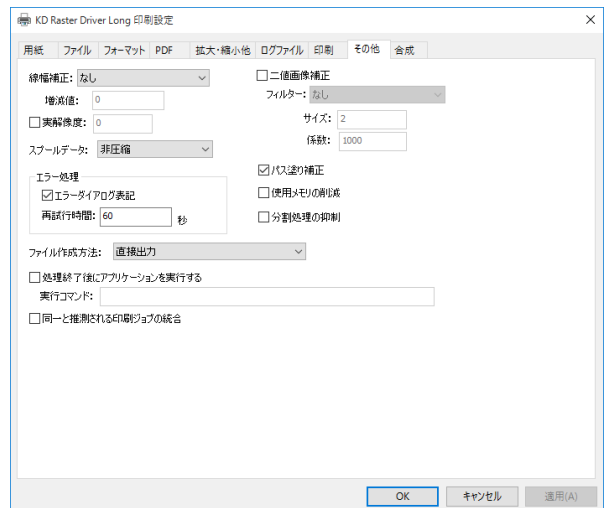 KD Raster Driver Long 印刷設定
用紙 ファイル フォーマット PDF 拡大・縮小他 ログファイル 印刷 その他 合成
線幅補正: なし
増減値: 0
実解像度: 0
スプールデータ: 非圧縮
エラー処理
エラーダイアログ表記
再試行時間: 60 秒
二値画像補正
フィルター: なし
サイズ: 2
係数: 1000
パス塗り補正
使用メモリの削減
分割処理の抑制
ファイル作成方法: 直接出力
処理終了後にアプリケーションを実行する
実行コマンド:
同一と推測される印刷ジョブの統合
OK キャンセル 適用(A)